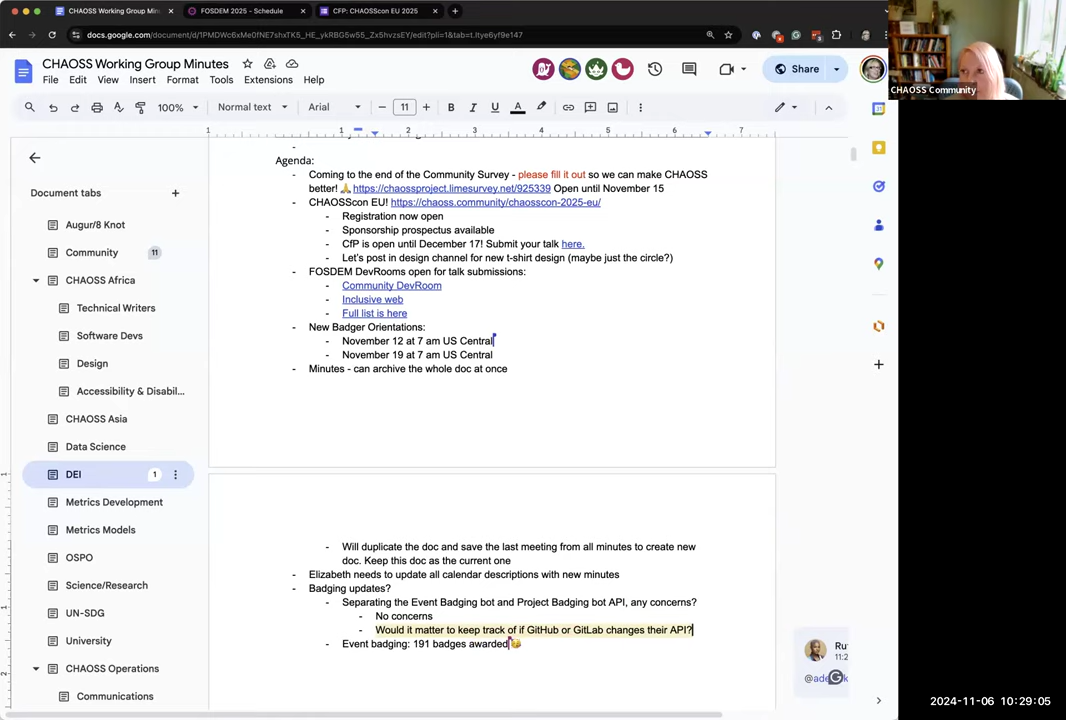 CHAOSS Working Group Minutes
FOSDEM 2025 - Schedule
CFP: CHAOSScon EU 2025
docs.google.com/document/d/1PMDWc6xMe0fNE7shxTK5_HE_ykRBG5w55_Zx5hvzsEY/edit?pli=1&tab=t.ltye6yf9e147
CHAOSS Working Group Minutes
File Edit View Insert Format Tools Extensions Help
Share
CHAOSS Community
100% Normal text Arial 11 B I U A
1 1 2 3 4 5 6 7
Document tabs
Augur/8 Knot
Community 11
CHAOSS Africa
Technical Writers
Software Devs
Design
Accessibility & Disabil...
CHAOSS Asia
Data Science
DEI 1
Metrics Development
Metrics Models
OSPO
Science/Research
UN-SDG
University
CHAOSS Operations
Communications
-
Agenda:
- Coming to the end of the Community Survey - please fill it out so we can make CHAOSS
better! 🙏 https://chaossproject.limesurvey.net/925339 Open until November 15
- CHAOSScon EU! https://chaoss.community/chaosscon-2025-eu/
- Registration now open
- Sponsorship prospectus available
- CfP is open until December 17! Submit your talk here.
- Let's post in design channel for new t-shirt design (maybe just the circle?)
- FOSDEM DevRooms open for talk submissions:
- Community DevRoom
- Inclusive web
- Full list is here
- New Badger Orientations:
- November 12 at 7 am US Central
- November 19 at 7 am US Central
- Minutes - can archive the whole doc at once
- Will duplicate the doc and save the last meeting from all minutes to create new
doc. Keep this doc as the current one
- Elizabeth needs to update all calendar descriptions with new minutes
- Badging updates?
- Separating the Event Badging bot and Project Badging bot API, any concerns?
- No concerns
- Would it matter to keep track of if GitHub or GitLab changes their API?
- Event badging: 191 badges awarded
Ru
11:2
2024-11-06 10:29:05